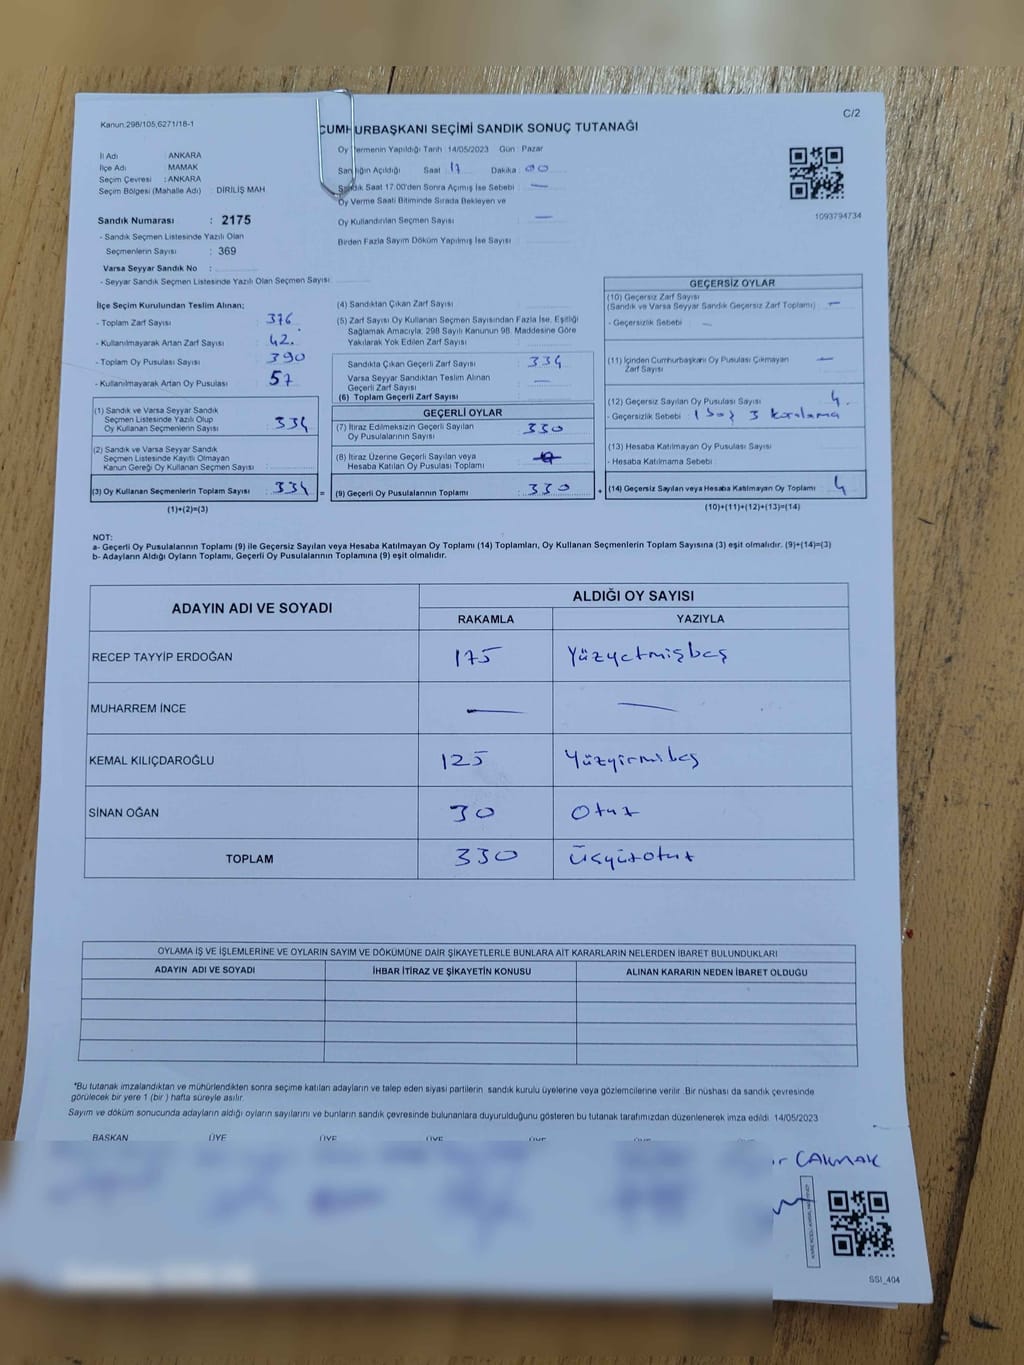 Kanun;298/105,6271/18-1
C/2
CUMHURBAŞKANI SEÇİMİ SANDIK SONUÇ TUTANAĞI
İl Adı : ANKARA
İlçe Adı : MAMAK
Seçim Çevresi : ANKARA
Seçim Bölgesi (Mahalle Adı) DİRİLİŞ MAH
Sandık Numarası : 2175
- Sandık Seçmen Listesinde Yazılı Olan
Seçmenlerin Sayısı : 369
Varsa Seyyar Sandık No :
- Seyyar Sandık Seçmen Listesinde Yazılı Olan Seçmen Sayısı
Oy Vermenin Yapıldığı Tarih 14/05/2023 Gün : Pazar
Sandığın Açıldığı Saat 17 Dakika : 00
Sandık Saat 17.00'den Sonra Açımış İse Sebebi : —
Oy Verme Saati Bitiminde Sırada Bekleyen ve
Oy Kullandırılan Seçmen Sayısı : —
Birden Fazla Sayım Döküm Yapılmış İse Sayısı
1093794734
İlçe Seçim Kurulundan Teslim Alınan;
- Toplam Zarf Sayısı : 376
- Kullanılmayarak Artan Zarf Sayısı : 42
- Toplam Oy Pusulası Sayısı : 390
- Kullanılmayarak Artan Oy Pusulası : 57
(1) Sandık ve Varsa Seyyar Sandık
Seçmen Listesinde Yazılı Olup
Oy Kullanan Seçmenlerin Sayısı : 334
(2) Sandık ve Varsa Seyyar Sandık
Seçmen Listesinde Kayıtlı Olmayan
Kanun Gereği Oy Kullanan Seçmen Sayısı :
(3) Oy Kullanan Seçmenlerin Toplam Sayısı : 334 =
(1)+(2)=(3)
(4) Sandıktan Çıkan Zarf Sayısı
(5) Zarf Sayısı Oy Kullanan Seçmen Sayısından Fazla İse, Eşitliği
Sağlamak Amacıyla; 298 Sayılı Kanunun 98. Maddesine Göre
Yakılarak Yok Edilen Zarf Sayısı
Sandıkta Çıkan Geçerli Zarf Sayısı : 334
Varsa Seyyar Sandıktan Teslim Alınan
Geçerli Zarf Sayısı : —
(6) Toplam Geçerli Zarf Sayısı
GEÇERLİ OYLAR
(7) İtiraz Edilmeksizin Geçerli Sayılan
Oy Pusulalarının Sayısı : 330
(8) İtiraz Üzerine Geçerli Sayılan veya
Hesaba Katılan Oy Pusulası Toplamı
(9) Geçerli Oy Pusulalarının Toplamı : 330 +
GEÇERSİZ OYLAR
(10) Geçersiz Zarf Sayısı
(Sandık ve Varsa Seyyar Sandık Geçersiz Zarf Toplamı) : —
- Geçersizlik Sebebi : —
(11) İçinden Cumhurbaşkanı Oy Pusulası Çıkmayan
Zarf Sayısı —
(12) Geçersiz Sayılan Oy Pusulası Sayısı : 4
- Geçersizlik Sebebi : 1 boş 3 karalama
(13) Hesaba Katılmayan Oy Pusulası Sayısı
- Hesaba Katılmama Sebebi
(14) Geçersiz Sayılan veya Hesaba Katılmayan Oy Toplamı : 4
(10)+(11)+(12)+(13)=(14)
NOT:
a- Geçerli Oy Pusulalarının Toplamı (9) ile Geçersiz Sayılan veya Hesaba Katılmayan Oy Toplamı (14) Toplamları, Oy Kullanan Seçmenlerin Toplam Sayısına (3) eşit olmalıdır. (9)+(14)=(3)
b- Adayların Aldığı Oyların Toplamı, Geçerli Oy Pusulalarının Toplamına (9) eşit olmalıdır.
ADAYIN ADI VE SOYADI
ALDIĞI OY SAYISI
RAKAMLA YAZIYLA
RECEP TAYYİP ERDOĞAN 175 Yüzyetmişbeş
MUHARREM İNCE — —
KEMAL KILIÇDAROĞLU 125 Yüzyirmibeş
SİNAN OĞAN 30 Otuz
TOPLAM 330 Üçyüzotuz
OYLAMA İŞ VE İŞLEMLERİNE VE OYLARIN SAYIM VE DÖKÜMÜNE DAİR ŞİKAYETLERLE BUNLARA AİT KARARLARIN NELERDEN İBARET BULUNDUKLARI
ADAYIN ADI VE SOYADI İHBAR İTİRAZ VE ŞİKAYETİN KONUSU ALINAN KARARIN NEDEN İBARET OLDUĞU
*Bu tutanak imzalandıktan ve mühürlendikten sonra seçime katılan adayların ve talep eden siyasi partilerin sandık kurulu üyelerine veya gözlemcilerine verilir. Bir nüshası da sandık çevresinde
görülecek bir yere 1 (bir ) hafta süreyle asılır.
Sayım ve döküm sonucunda adayların aldığı oyların sayılarını ve bunların sandık çevresinde bulunanlara duyurulduğunu gösteren bu tutanak tarafımızdan düzenlenerek imza edildi 14/05/2023
BAŞKAN ÜYE ÜYE ÜYE ÜYE
ÇAKMAK
SSI_404